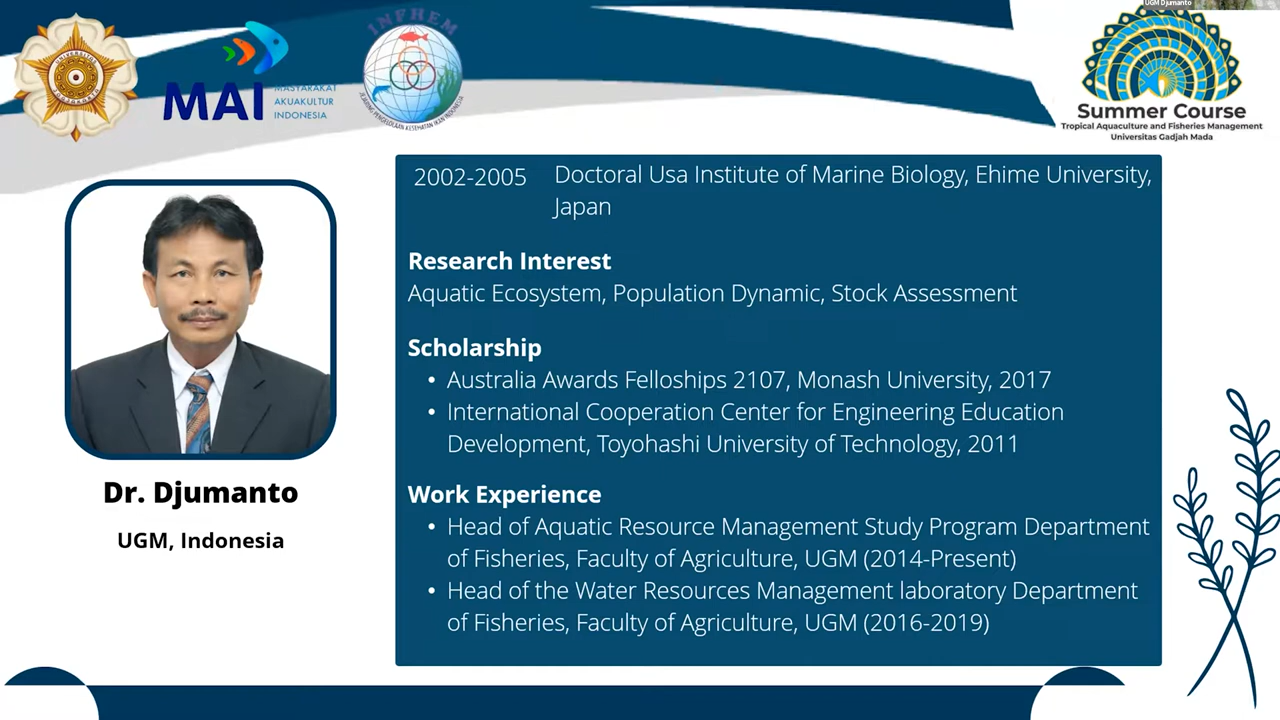 UGM Djumanto
MAI
MASYARAKAT
AKUAKULTUR
INDONESIA
INFHEM
Summer Course
Tropical Aquaculture and Fisheries Management
Universitas Gadjah Mada
2002-2005
Doctoral Usa Institute of Marine Biology, Ehime University,
Japan
Research Interest
Aquatic Ecosystem, Population Dynamic, Stock Assessment
Scholarship
• Australia Awards Felloships 2107, Monash University, 2017
• International Cooperation Center for Engineering Education
Development, Toyohashi University of Technology, 2011
Work Experience
• Head of Aquatic Resource Management Study Program Department
of Fisheries, Faculty of Agriculture, UGM (2014-Present)
• Head of the Water Resources Management laboratory Department
of Fisheries, Faculty of Agriculture, UGM (2016-2019)
Dr. Djumanto
UGM, Indonesia